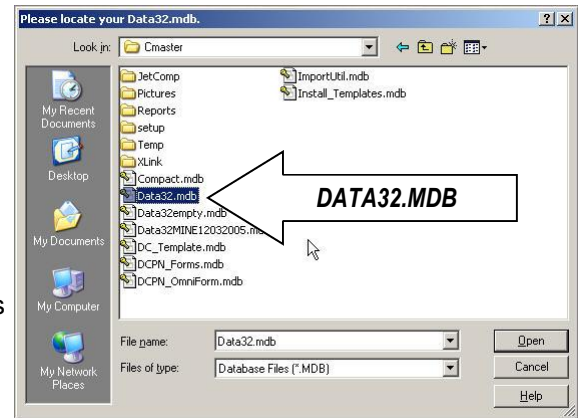 Please locate your Data32.mdb.
Look in:
Cmaster
My Recent
Documents
Desktop
My Documents
My Computer
My Network
Places
JetComp
Pictures
Reports
setup
Temp
XLink
Compact.mdb
Data32.mdb
Data32empty.mdb
Data32MINE12032005.m
DC_Template.mdb
DCPN_Forms.mdb
DCPN_OmniForm.mdb
ImportUtil.mdb
Install_Templates.mdb
DATA32.MDB
s
File name:
Data32.mdb
Open
Files of type:
Database Files (*.MDB)
Cancel
Help